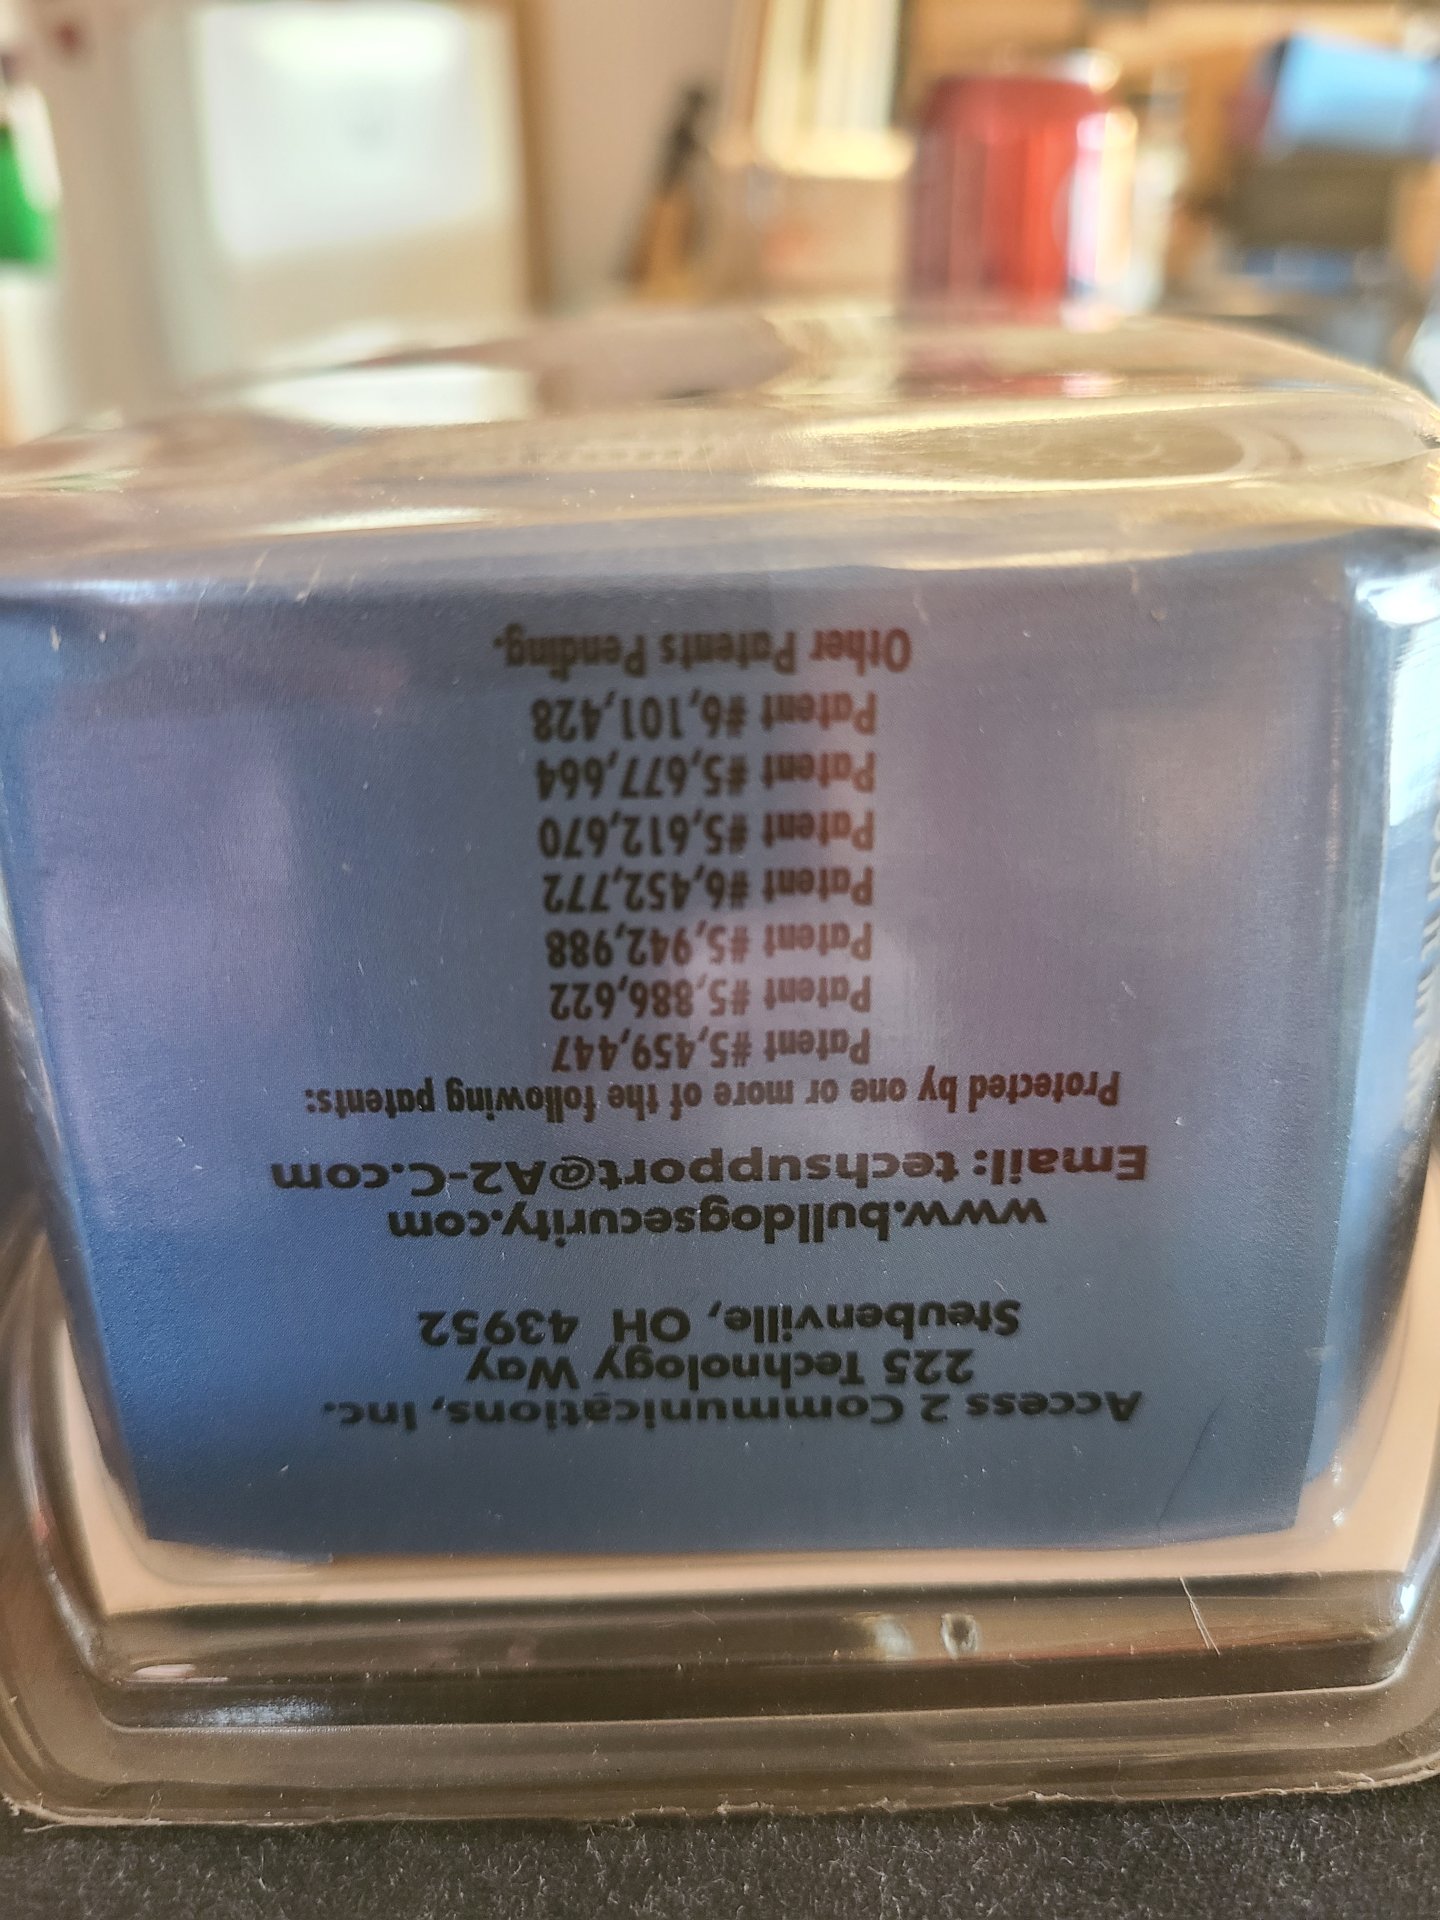 Access 2 Communications, Inc.
225 Technology Way
Steubenville, OH 43952
www.bulldogsecurity.com
Email: techsupport@A2-C.com
Protected by one or more of the following patents:
Patent #5,459,447
Patent #5,886,622
Patent #5,942,988
Patent #6,452,772
Patent #5,612,670
Patent #5,677,664
Patent #6,101,428
Other Patents Pending.